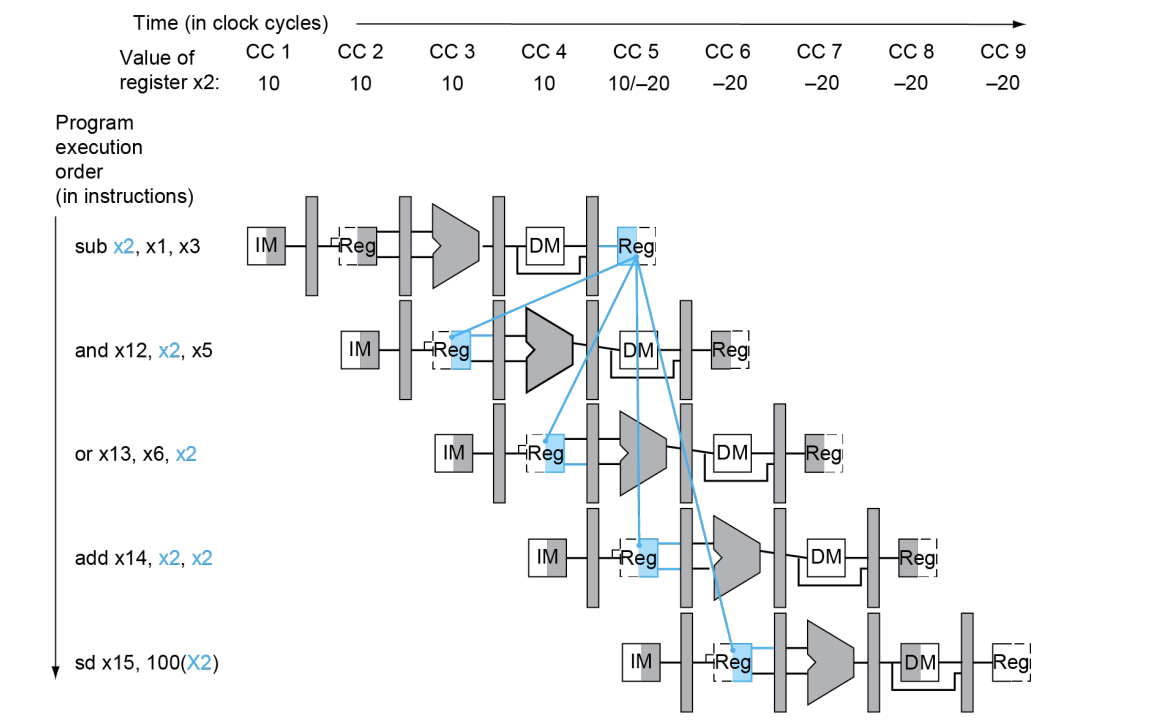 Time (in clock cycles)
Value of register x2:
CC 1 CC 2 CC 3 CC 4 CC 5 CC 6 CC 7 CC 8 CC 9
10 10 10 10 10/–20 –20 –20 –20 –20
Program
execution
order
(in instructions)
sub x2, x1, x3
IM Reg DM Reg
and x12, x2, x5
IM Reg DM Reg
or x13, x6, x2
IM Reg DM Reg
add x14, x2, x2
IM Reg DM Reg
sd x15, 100(X2)
IM Reg DM Reg